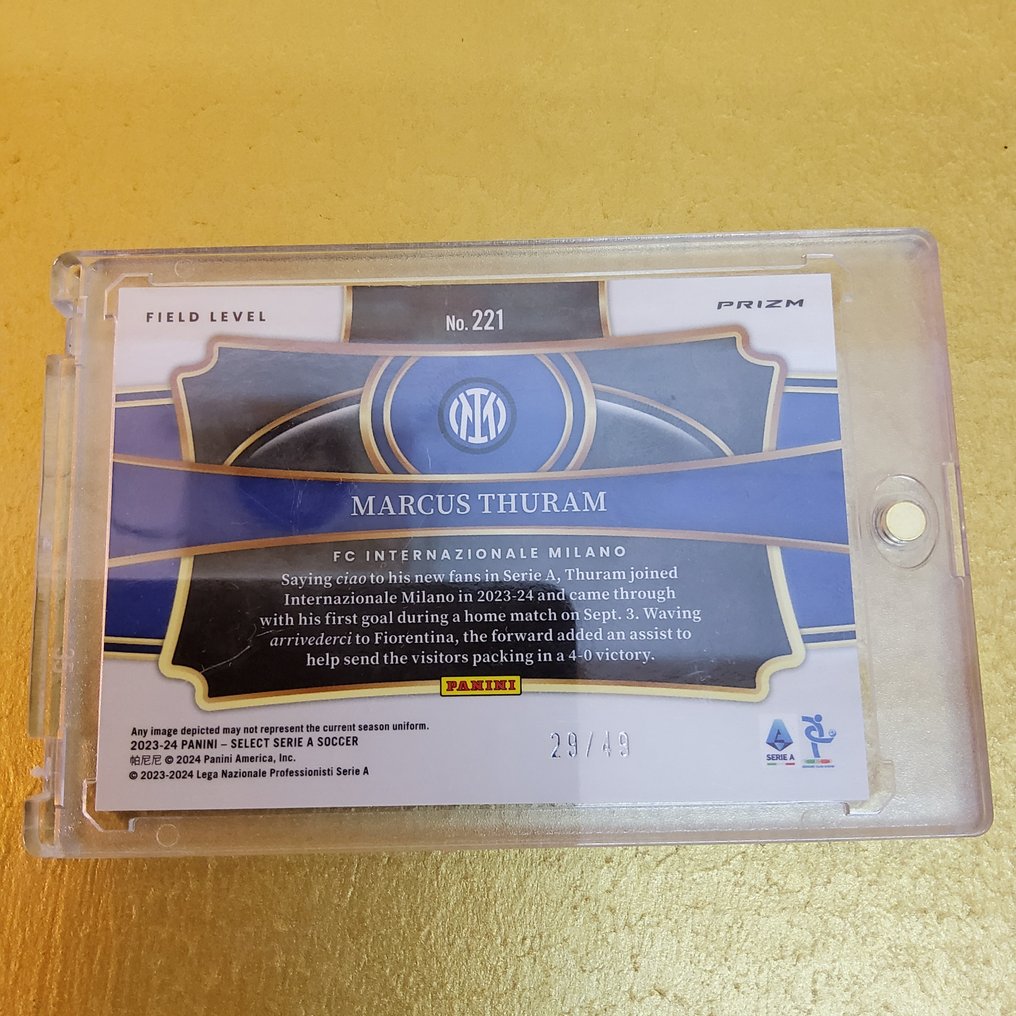 FIELD LEVEL
No. 221
PRIZM
MARCUS THURAM
FC INTERNAZIONALE MILANO
Saying ciao to his new fans in Serie A, Thuram joined
Internazionale Milano in 2023-24 and came through
with his first goal during a home match on Sept. 3. Waving
arrivederci to Fiorentina, the forward added an assist to
help send the visitors packing in a 4-0 victory.
PANINI
Any image depicted may not represent the current season uniform.
2023-24 PANINI – SELECT SERIE A SOCCER
帕尼尼 © 2024 Panini America, Inc.
© 2023-2024 Lega Nazionale Professionisti Serie A
29/49
SERIE A